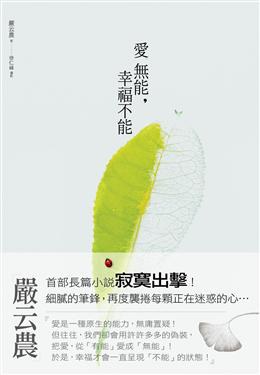 嚴云農 著
愛 無能，
幸福不能
首部長篇小說寂寞出擊！
細膩的筆鋒，再度襲捲每顆正在迷惑的心…
嚴云農
愛是一種原生的能力，無庸置疑！
但往往，我們卻會用許許多多的偽裝，
把愛，從「有能」變成「無能」！
於是，幸福才會一直呈現「不能」的狀態！